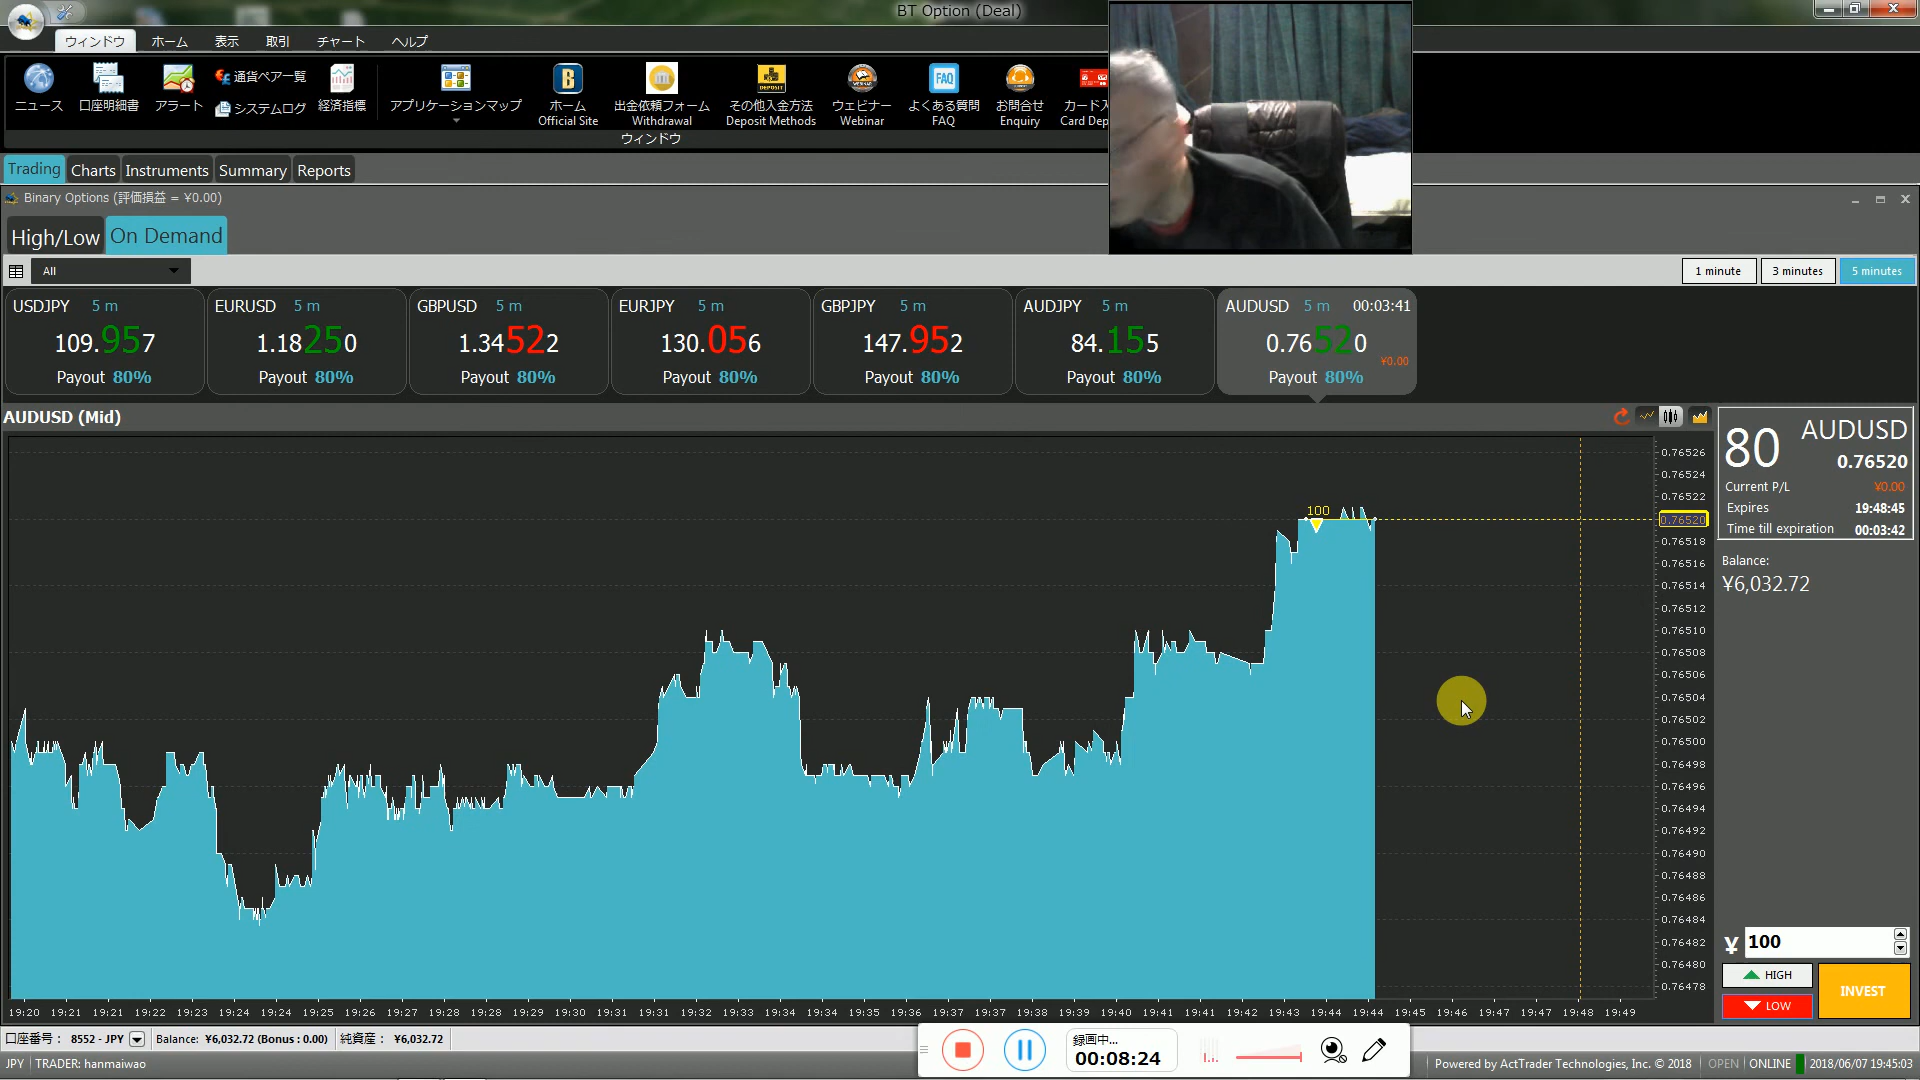 BT Option (Deal)
ウィンドウ ホーム 表示 取引 チャート ヘルプ
ニュース 口座明細書 アラート 通貨ペア一覧 システムログ 経済指標 アプリケーションマップ
ホーム Official Site
出金依頼フォーム Withdrawal
その他入金方法 Deposit Methods
ウェビナー Webinar
よくある質問 FAQ
お問合せ Enquiry
カード入 Card Dep
ウィンドウ
Trading Charts Instruments Summary Reports
Binary Options (評価損益 = ¥0.00)
High/Low On Demand
All 1 minute 3 minutes 5 minutes
USDJPY 5 m EURUSD 5 m GBPUSD 5 m EURJPY 5 m GBPJPY 5 m AUDJPY 5 m AUDUSD 5 m 00:03:41
109.957 1.18250 1.34522 130.056 147.952 84.155 0.76520
¥0.00
Payout 80% Payout 80% Payout 80% Payout 80% Payout 80% Payout 80% Payout 80%
AUDUSD (Mid)
80 AUDUSD
0.76520
Current P/L ¥0.00
Expires 19:48:45
Time till expiration 00:03:42
Balance:
¥6,032.72
100
0.76526
0.76524
0.76522
0.76520
0.76518
0.76516
0.76514
0.76512
0.76510
0.76508
0.76506
0.76504
0.76502
0.76500
0.76498
0.76496
0.76494
0.76492
0.76490
0.76488
0.76486
0.76484
0.76482
0.76480
0.76478
¥ 100
HIGH
LOW
INVEST
19:20 19:21 19:21 19:22 19:23 19:24 19:24 19:25 19:26 19:27 19:27 19:28 19:29 19:30 19:30 19:31 19:32 19:33 19:34 19:34 19:35 19:36 19:37 19:37 19:38 19:39 19:40 19:41 19:41 19:42 19:43 19:44 19:44 19:45 19:46 19:47 19:47 19:48 19:49
口座番号： 8552 - JPY Balance: ¥6,032.72 (Bonus : 0.00) 純資産： ¥6,032.72
録画中...
00:08:24
JPY TRADER: hanmaiwao
Powered by ActTrader Technologies, Inc. © 2018 OPEN ONLINE 2018/06/07 19:45:03